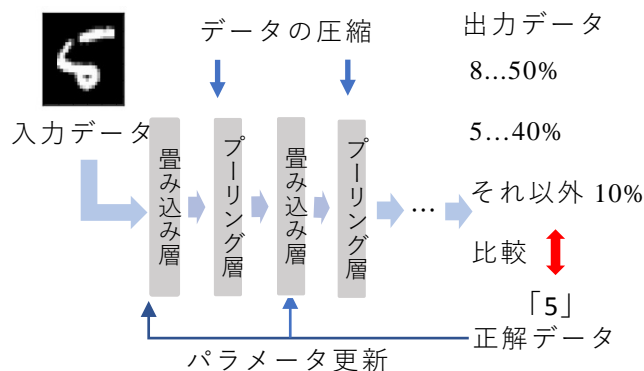 データの圧縮
出力データ
8…50%
入力データ
5…40%
畳み込み層
プーリング層
畳み込み層
プーリング層
…
それ以外 10%
比較
「5」
正解データ
パラメータ更新